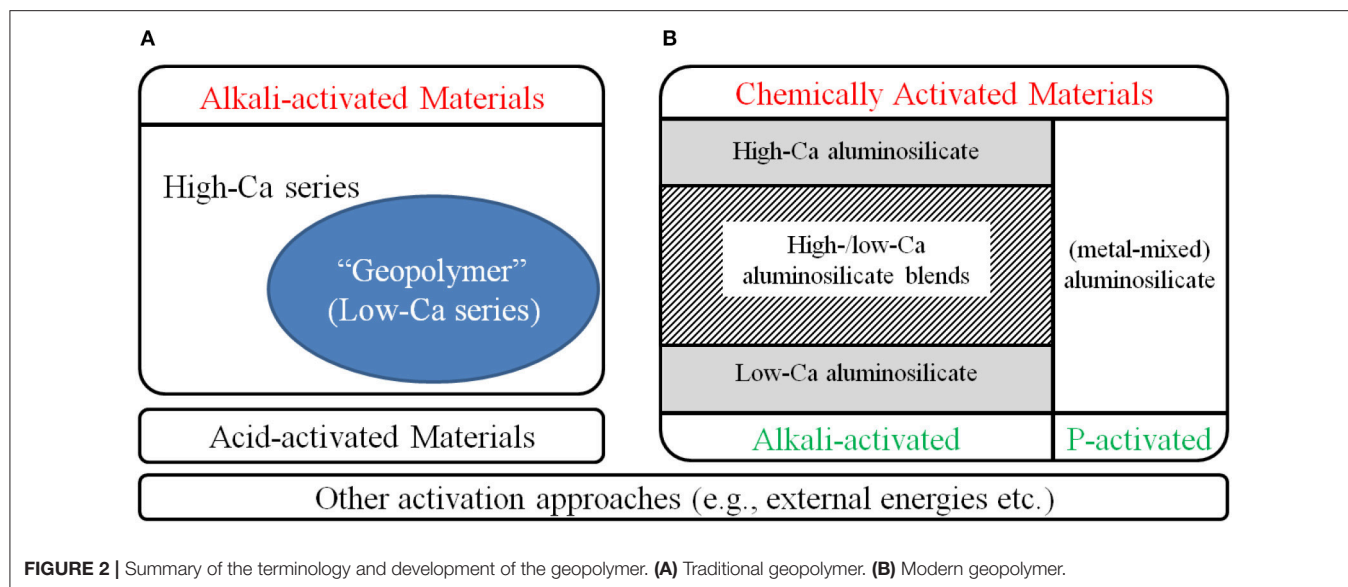 A
Alkali-activated Materials
High-Ca series
“Geopolymer”
(Low-Ca series)
Acid-activated Materials
B
Chemically Activated Materials
High-Ca aluminosilicate
High-/low-Ca
aluminosilicate blends
Low-Ca aluminosilicate
(metal-mixed)
aluminosilicate
Alkali-activated
P-activated
Other activation approaches (e.g., external energies etc.)
FIGURE 2 | Summary of the terminology and development of the geopolymer. (A) Traditional geopolymer. (B) Modern geopolymer.